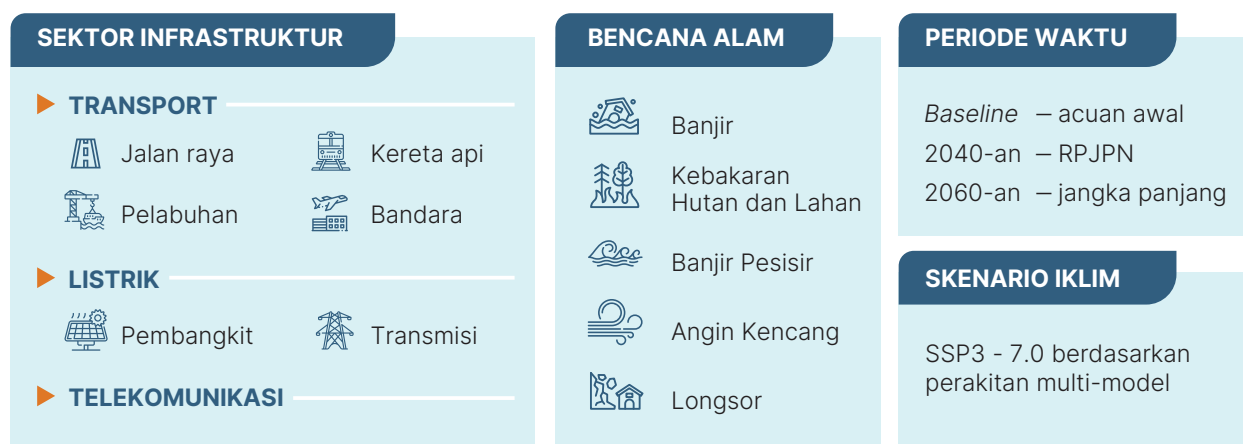 SEKTOR INFRASTRUKTUR
TRANSPORT
Jalan raya
Kereta api
Pelabuhan
Bandara
LISTRIK
Pembangkit
Transmisi
TELEKOMUNIKASI
BENCANA ALAM
Banjir
Kebakaran
Hutan dan Lahan
Banjir Pesisir
Angin Kencang
Longsor
PERIODE WAKTU
Baseline – acuan awal
2040-an – RPJPN
2060-an – jangka panjang
SKENARIO IKLIM
SSP3 - 7.0 berdasarkan
perakitan multi-model